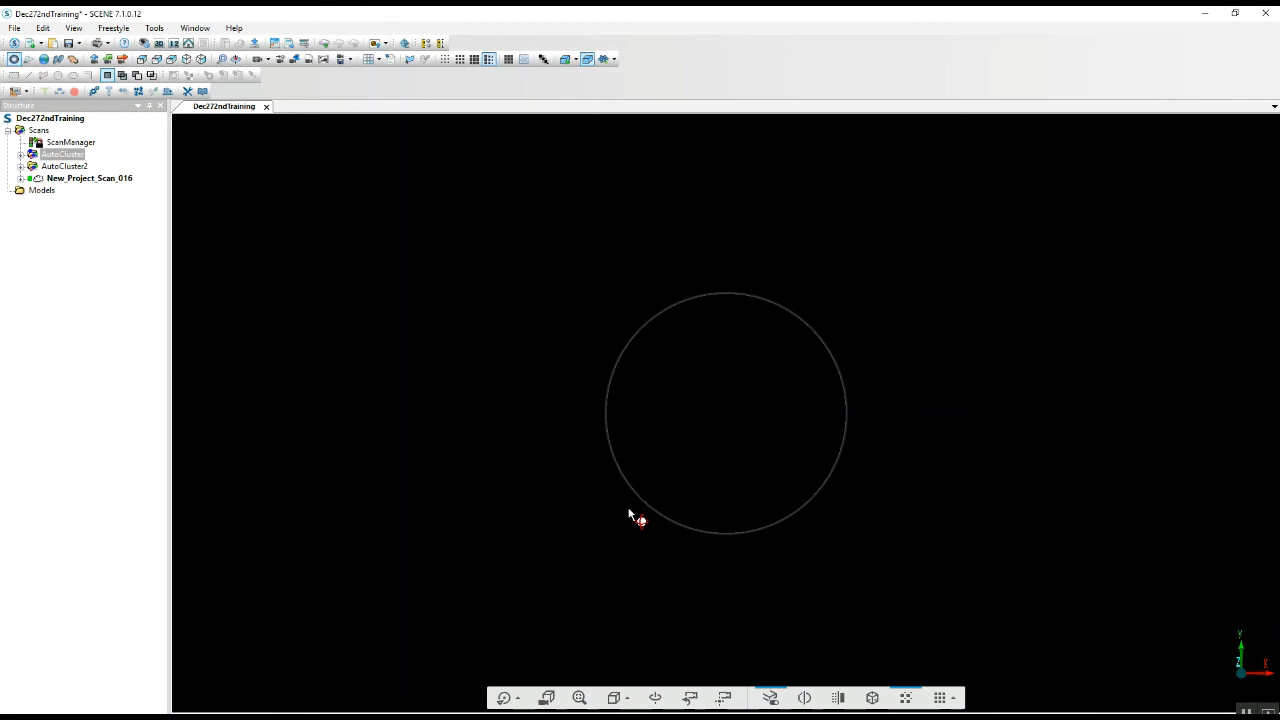 Dec272ndTraining* - SCENE 7.1.0.12
File Edit View Freestyle Tools Window Help
Structure
Dec272ndTraining
Dec272ndTraining
Scans
ScanManager
AutoCluster
AutoCluster2
New_Project_Scan_016
Models
y
Z
X